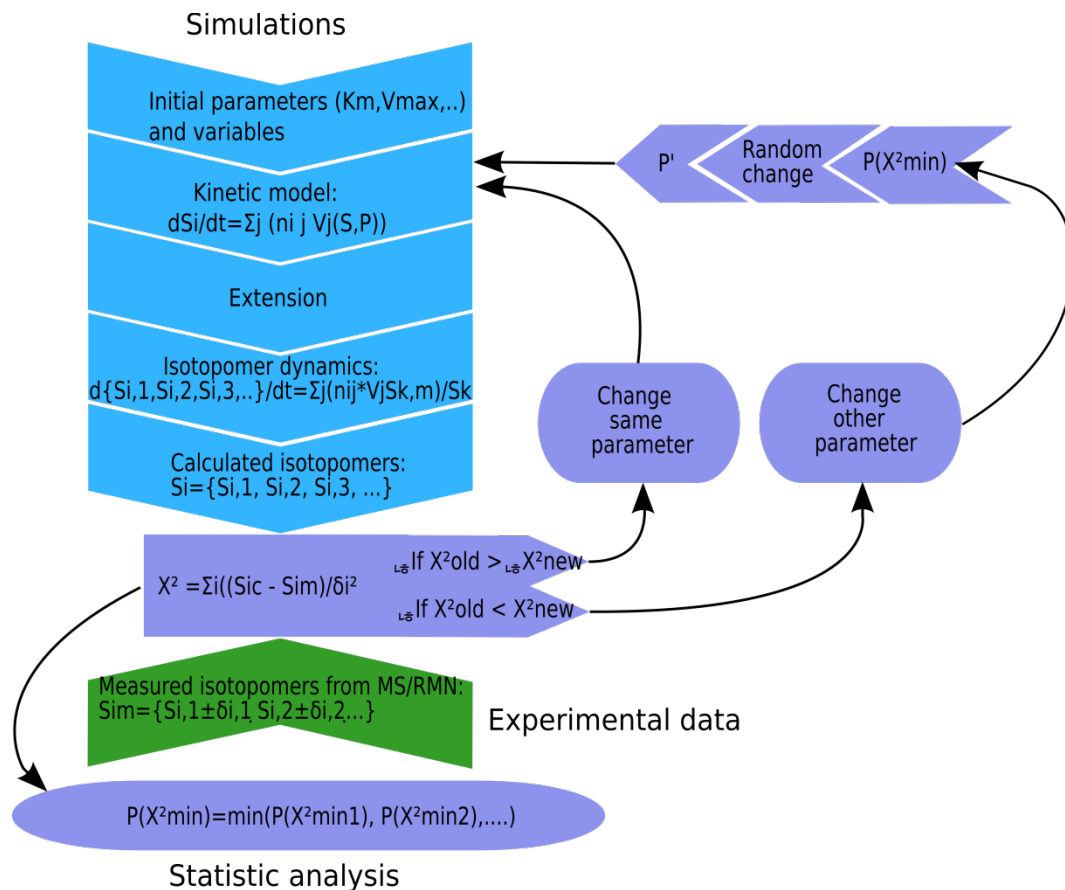 Simulations
Initial parameters (Km,Vmax,..)
and variables
Kinetic model:
dSi/dt=Σj (ni j Vj(S,P))
Extension
Isotopomer dynamics:
d{Si,1,Si,2,Si,3,..}/dt=Σj(nij*VjSk,m)/Sk
Calculated isotopomers:
Si={Si,1, Si,2, Si,3, ...}
P'
Random
change
P(X²min)
Change
same
parameter
Change
other
parameter
X² =Σi((Sic - Sim)/δi²
If X²old > X²new
If X²old < X²new
Measured isotopomers from MS/RMN:
Sim={Si,1±δi,1, Si,2±δi,2,...}
Experimental data
P(X²min)=min(P(X²min1), P(X²min2),....)
Statistic analysis